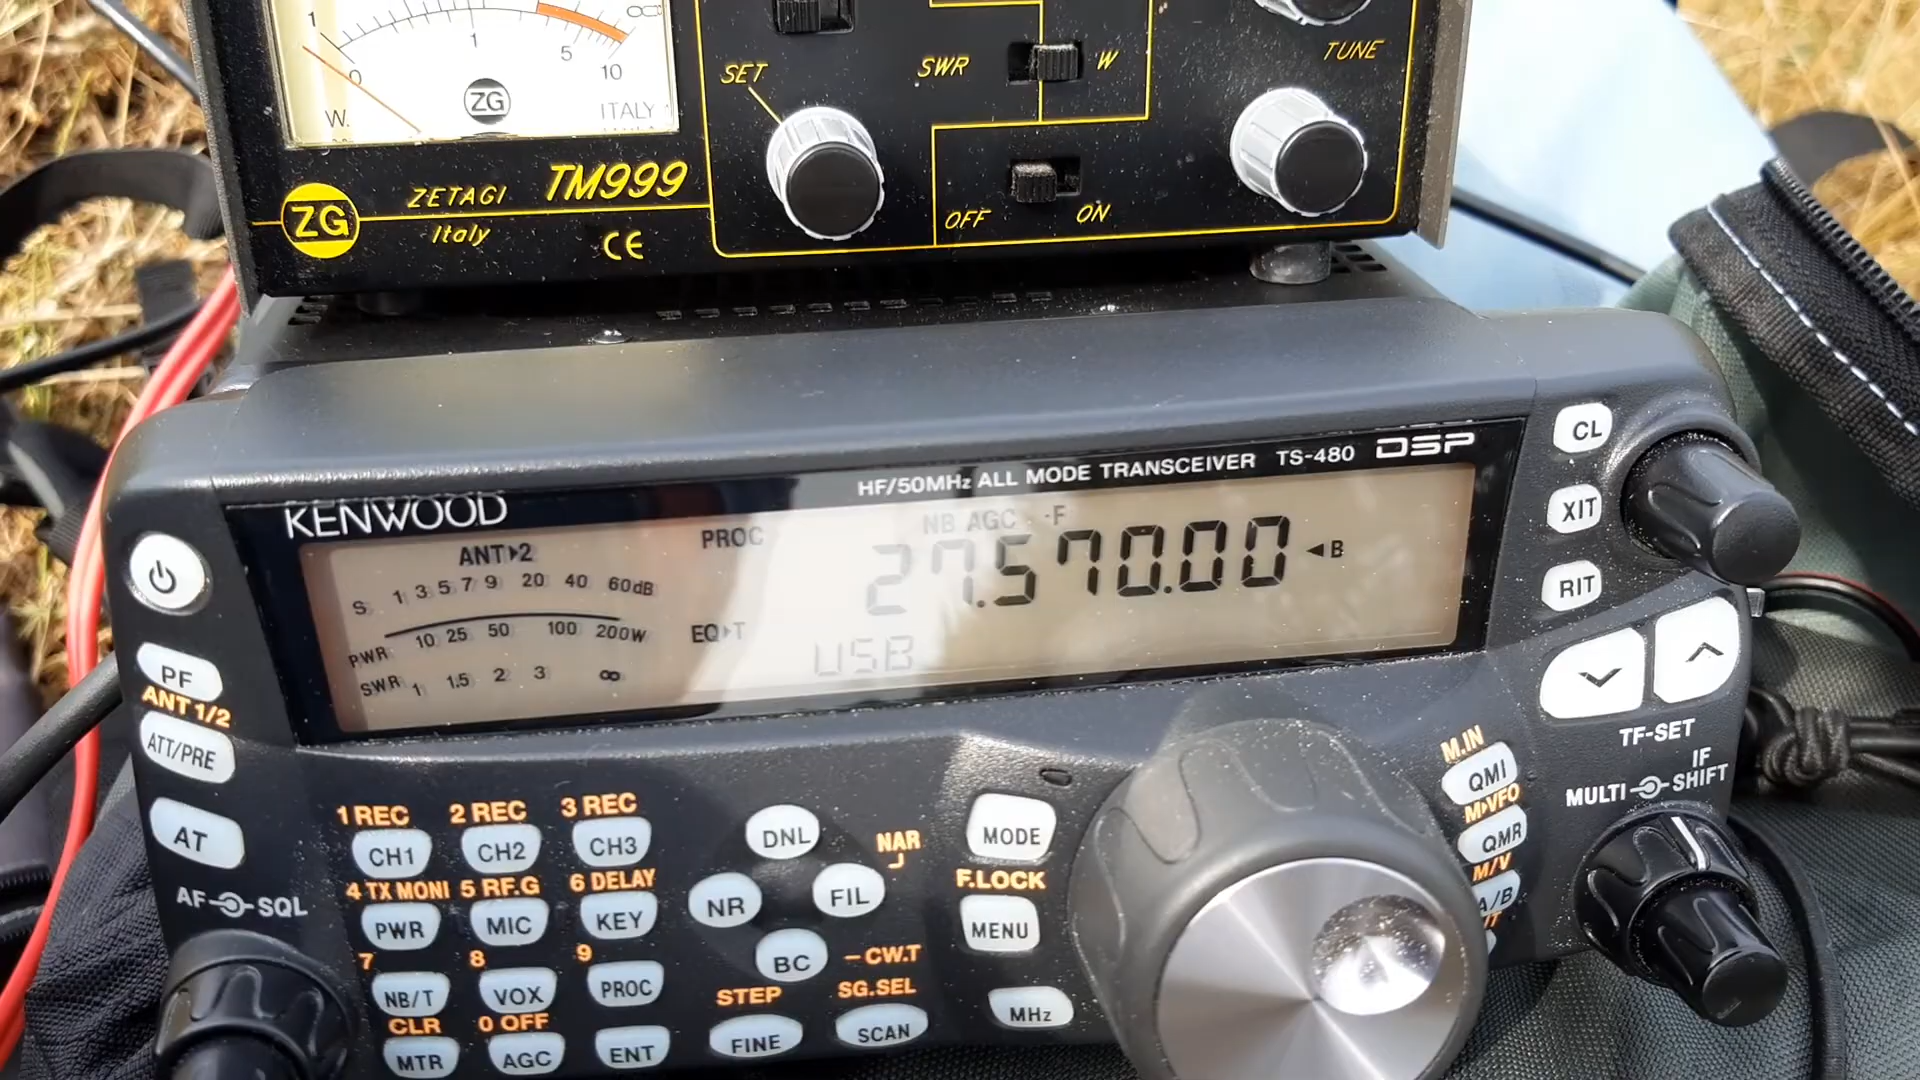 1 1 5 10 ∞
0
W.
ZG
ITALY
SET
SWR W
TUNE
OFF ON
ZG ZETAGI TM999
Italy CE
KENWOOD
HF/50MHz ALL MODE TRANSCEIVER TS-480 DSP
ANT▸2
PROC
NB AGC -F
27.570.00 ◀B
S 1 3 5 7 9 20 40 60dB
PWR 10 25 50 100 200W
EQ▸T
USB
SWR 1 1.5 2 3 ∞
CL
XIT
RIT
TF-SET
PF
ANT 1/2
ATT/PRE
AT
AF SQL
1 REC 2 REC 3 REC
CH1 CH2 CH3
4 TX MONI 5 RF.G 6 DELAY
PWR MIC KEY
7 8 9
NB/T VOX PROC
CLR 0 OFF
MTR AGC ENT
DNL
NAR
NR FIL
BC
-CW.T
STEP SG.SEL
FINE SCAN
MODE
F.LOCK
MENU
MHz
M.IN
QMI
M▸VFO
QMR
M/V
A/B
MULTI IF SHIFT